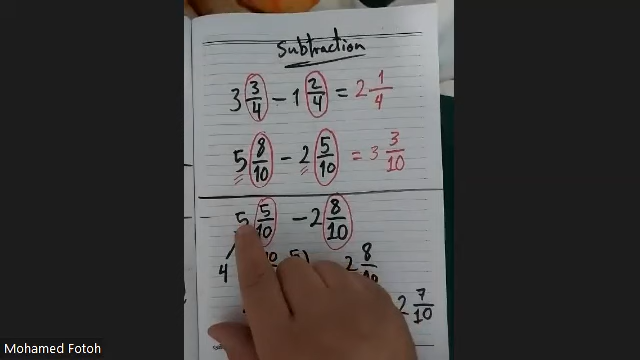 Subtraction
3 3/4 - 1 2/4 = 2 1/4
5 8/10 - 2 5/10 = 3 3/10
5 5/10 - 2 8/10
4 5) 2 8/10
2 7/10
Mohamed Fotoh